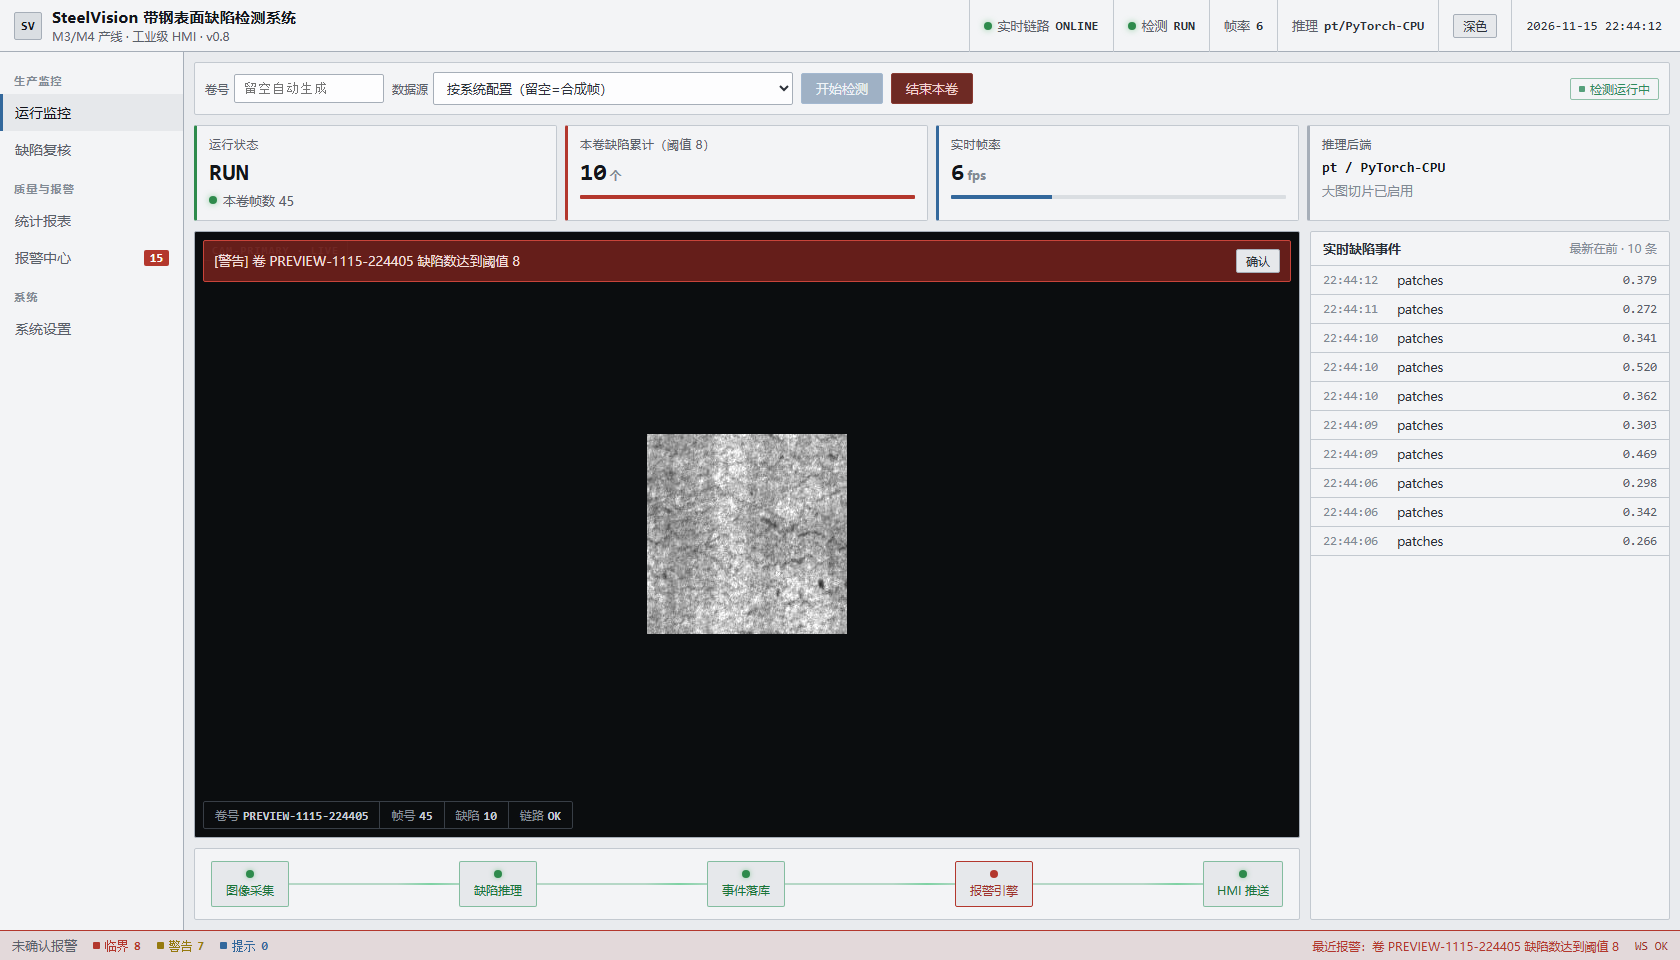 SV
SteelVision 带钢表面缺陷检测系统
M3/M4 产线 · 工业级 HMI · v0.8
实时链路 ONLINE
检测 RUN
帧率 6
推理 pt/PyTorch-CPU
深色
2026-11-15 22:44:12
生产监控
运行监控
缺陷复核
质量与报警
统计报表
报警中心 15
系统
系统设置
卷号 留空自动生成 数据源 按系统配置（留空=合成帧） 开始检测 结束本卷
检测运行中
运行状态
RUN
本卷帧数 45
本卷缺陷累计（阈值 8）
10 个
实时帧率
6 fps
推理后端
pt / PyTorch-CPU
大图切片已启用
[警告] 卷 PREVIEW-1115-224405 缺陷数达到阈值 8
确认
卷号 PREVIEW-1115-224405
帧号 45
缺陷 10
链路 OK
图像采集
缺陷推理
事件落库
报警引擎
HMI 推送
实时缺陷事件 最新在前 · 10 条
22:44:12 patches 0.379
22:44:11 patches 0.272
22:44:10 patches 0.341
22:44:10 patches 0.520
22:44:10 patches 0.362
22:44:09 patches 0.303
22:44:09 patches 0.469
22:44:06 patches 0.298
22:44:06 patches 0.342
22:44:06 patches 0.266
未确认报警 临界 8 警告 7 提示 0
最近报警：卷 PREVIEW-1115-224405 缺陷数达到阈值 8 WS OK